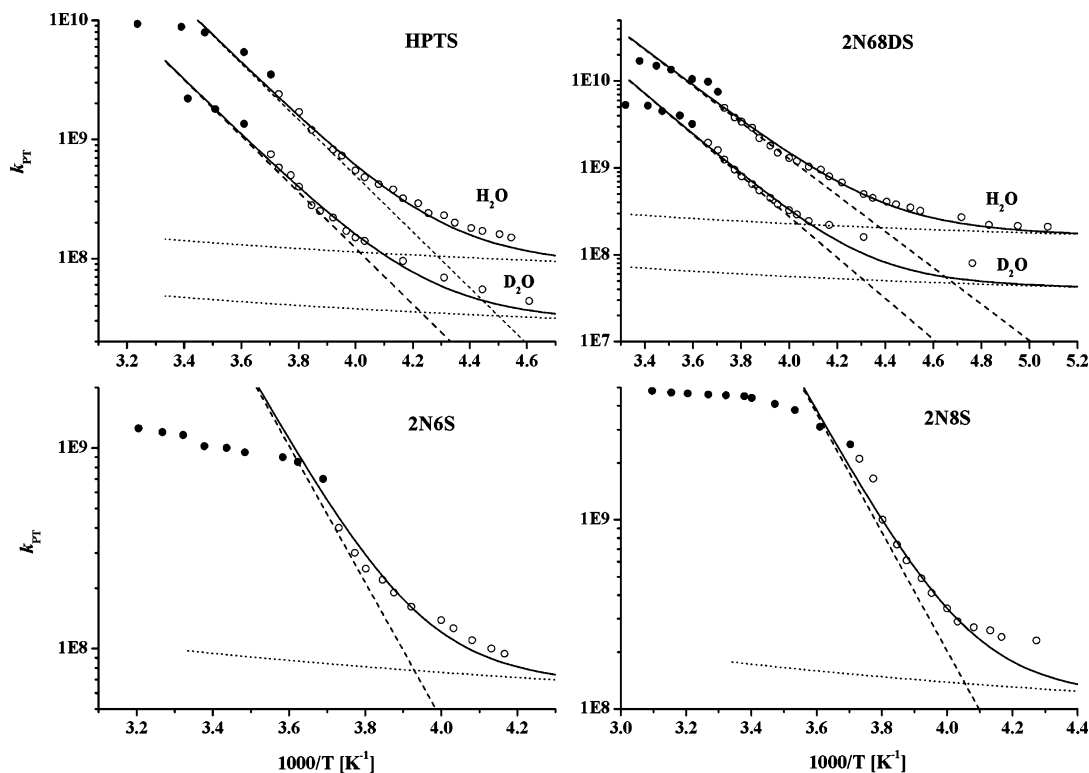 HPTS
1E10
1E9
1E8
k_PT
H₂O
D₂O
3.2 3.4 3.6 3.8 4.0 4.2 4.4 4.6
2N68DS
1E10
1E9
1E8
1E7
H₂O
D₂O
3.4 3.6 3.8 4.0 4.2 4.4 4.6 4.8 5.0 5.2
2N6S
1E9
1E8
k_PT
3.2 3.4 3.6 3.8 4.0 4.2
1000/T [K⁻¹]
2N8S
1E9
1E8
3.0 3.2 3.4 3.6 3.8 4.0 4.2 4.4
1000/T [K⁻¹]